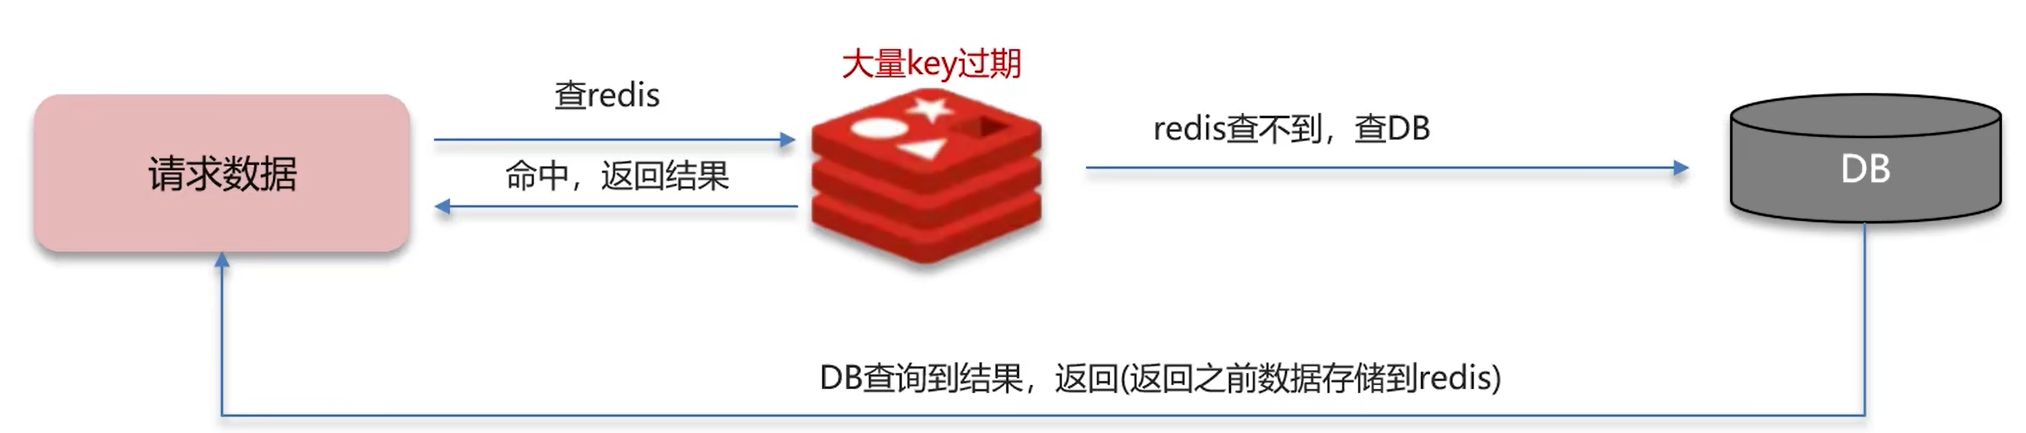 大量key过期
查redis
redis查不到，查DB
请求数据
命中，返回结果
DB
DB查询到结果，返回(返回之前数据存储到redis)